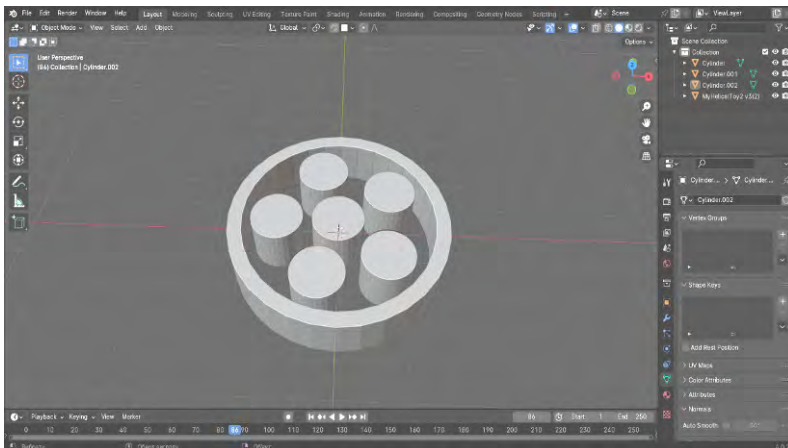 File Edit Render Window Help Layout Modeling Sculpting UV Editing Texture Paint Shading Animation Rendering Compositing Geometry Nodes Scripting + Scene ViewLayer
Object Mode View Select Add Object Global
Options
User Perspective
(86) Collection | Cylinder.002
Scene Collection
Collection
Cylinder
Cylinder.001
Cylinder.002
Cylinder... > Cylinder...
Cylinder.002
Vertex Groups
Shape Keys
Add Rest Position
UV Maps
Color Attributes
Attributes
Normals
Auto Smooth
Playback Keying View Marker 86 Start 1 End 250
0 10 20 30 40 50 60 70 80 86 90 100 110 120 130 140 150 160 170 180 190 200 210 220 230 240 250